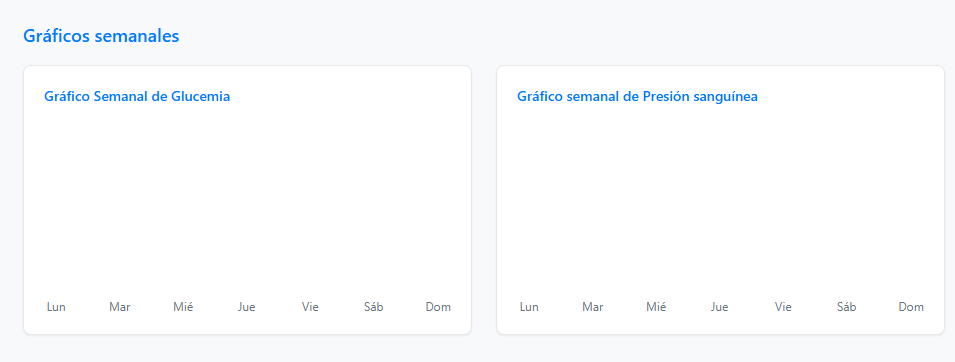 Gráficos semanales
Gráfico Semanal de Glucemia
Lun Mar Mié Jue Vie Sáb Dom
Gráfico semanal de Presión sanguínea
Lun Mar Mié Jue Vie Sáb Dom